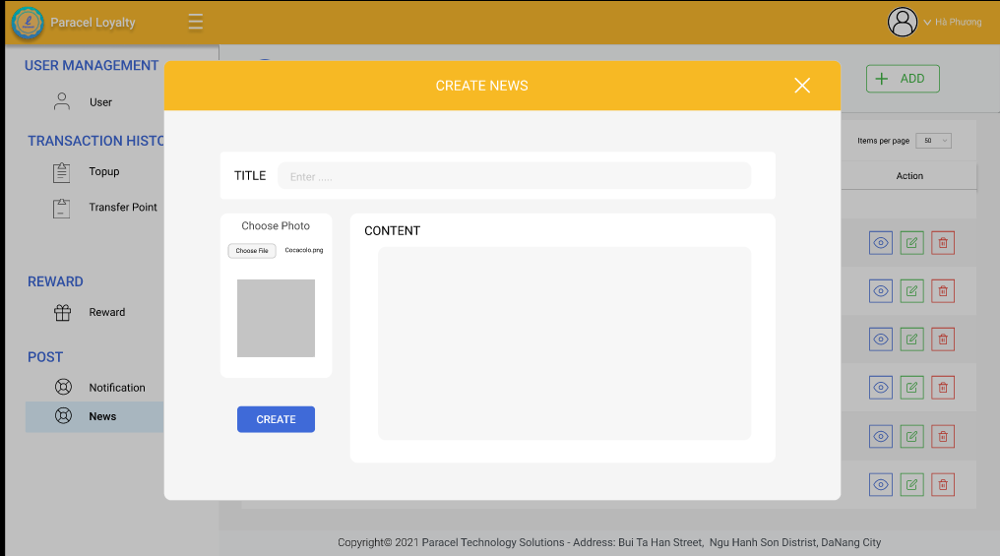 Paracel Loyalty
Hà Phương
USER MANAGEMENT
User
TRANSACTION HISTO
Topup
Transfer Point
REWARD
Reward
POST
Notification
News
ADD
Items per page 50
Action
CREATE NEWS
TITLE
Enter .....
Choose Photo
Choose File Cocacolo.png
CREATE
CONTENT
Copyright© 2021 Paracel Technology Solutions - Address: Bui Ta Han Street, Ngu Hanh Son Distrist, DaNang City